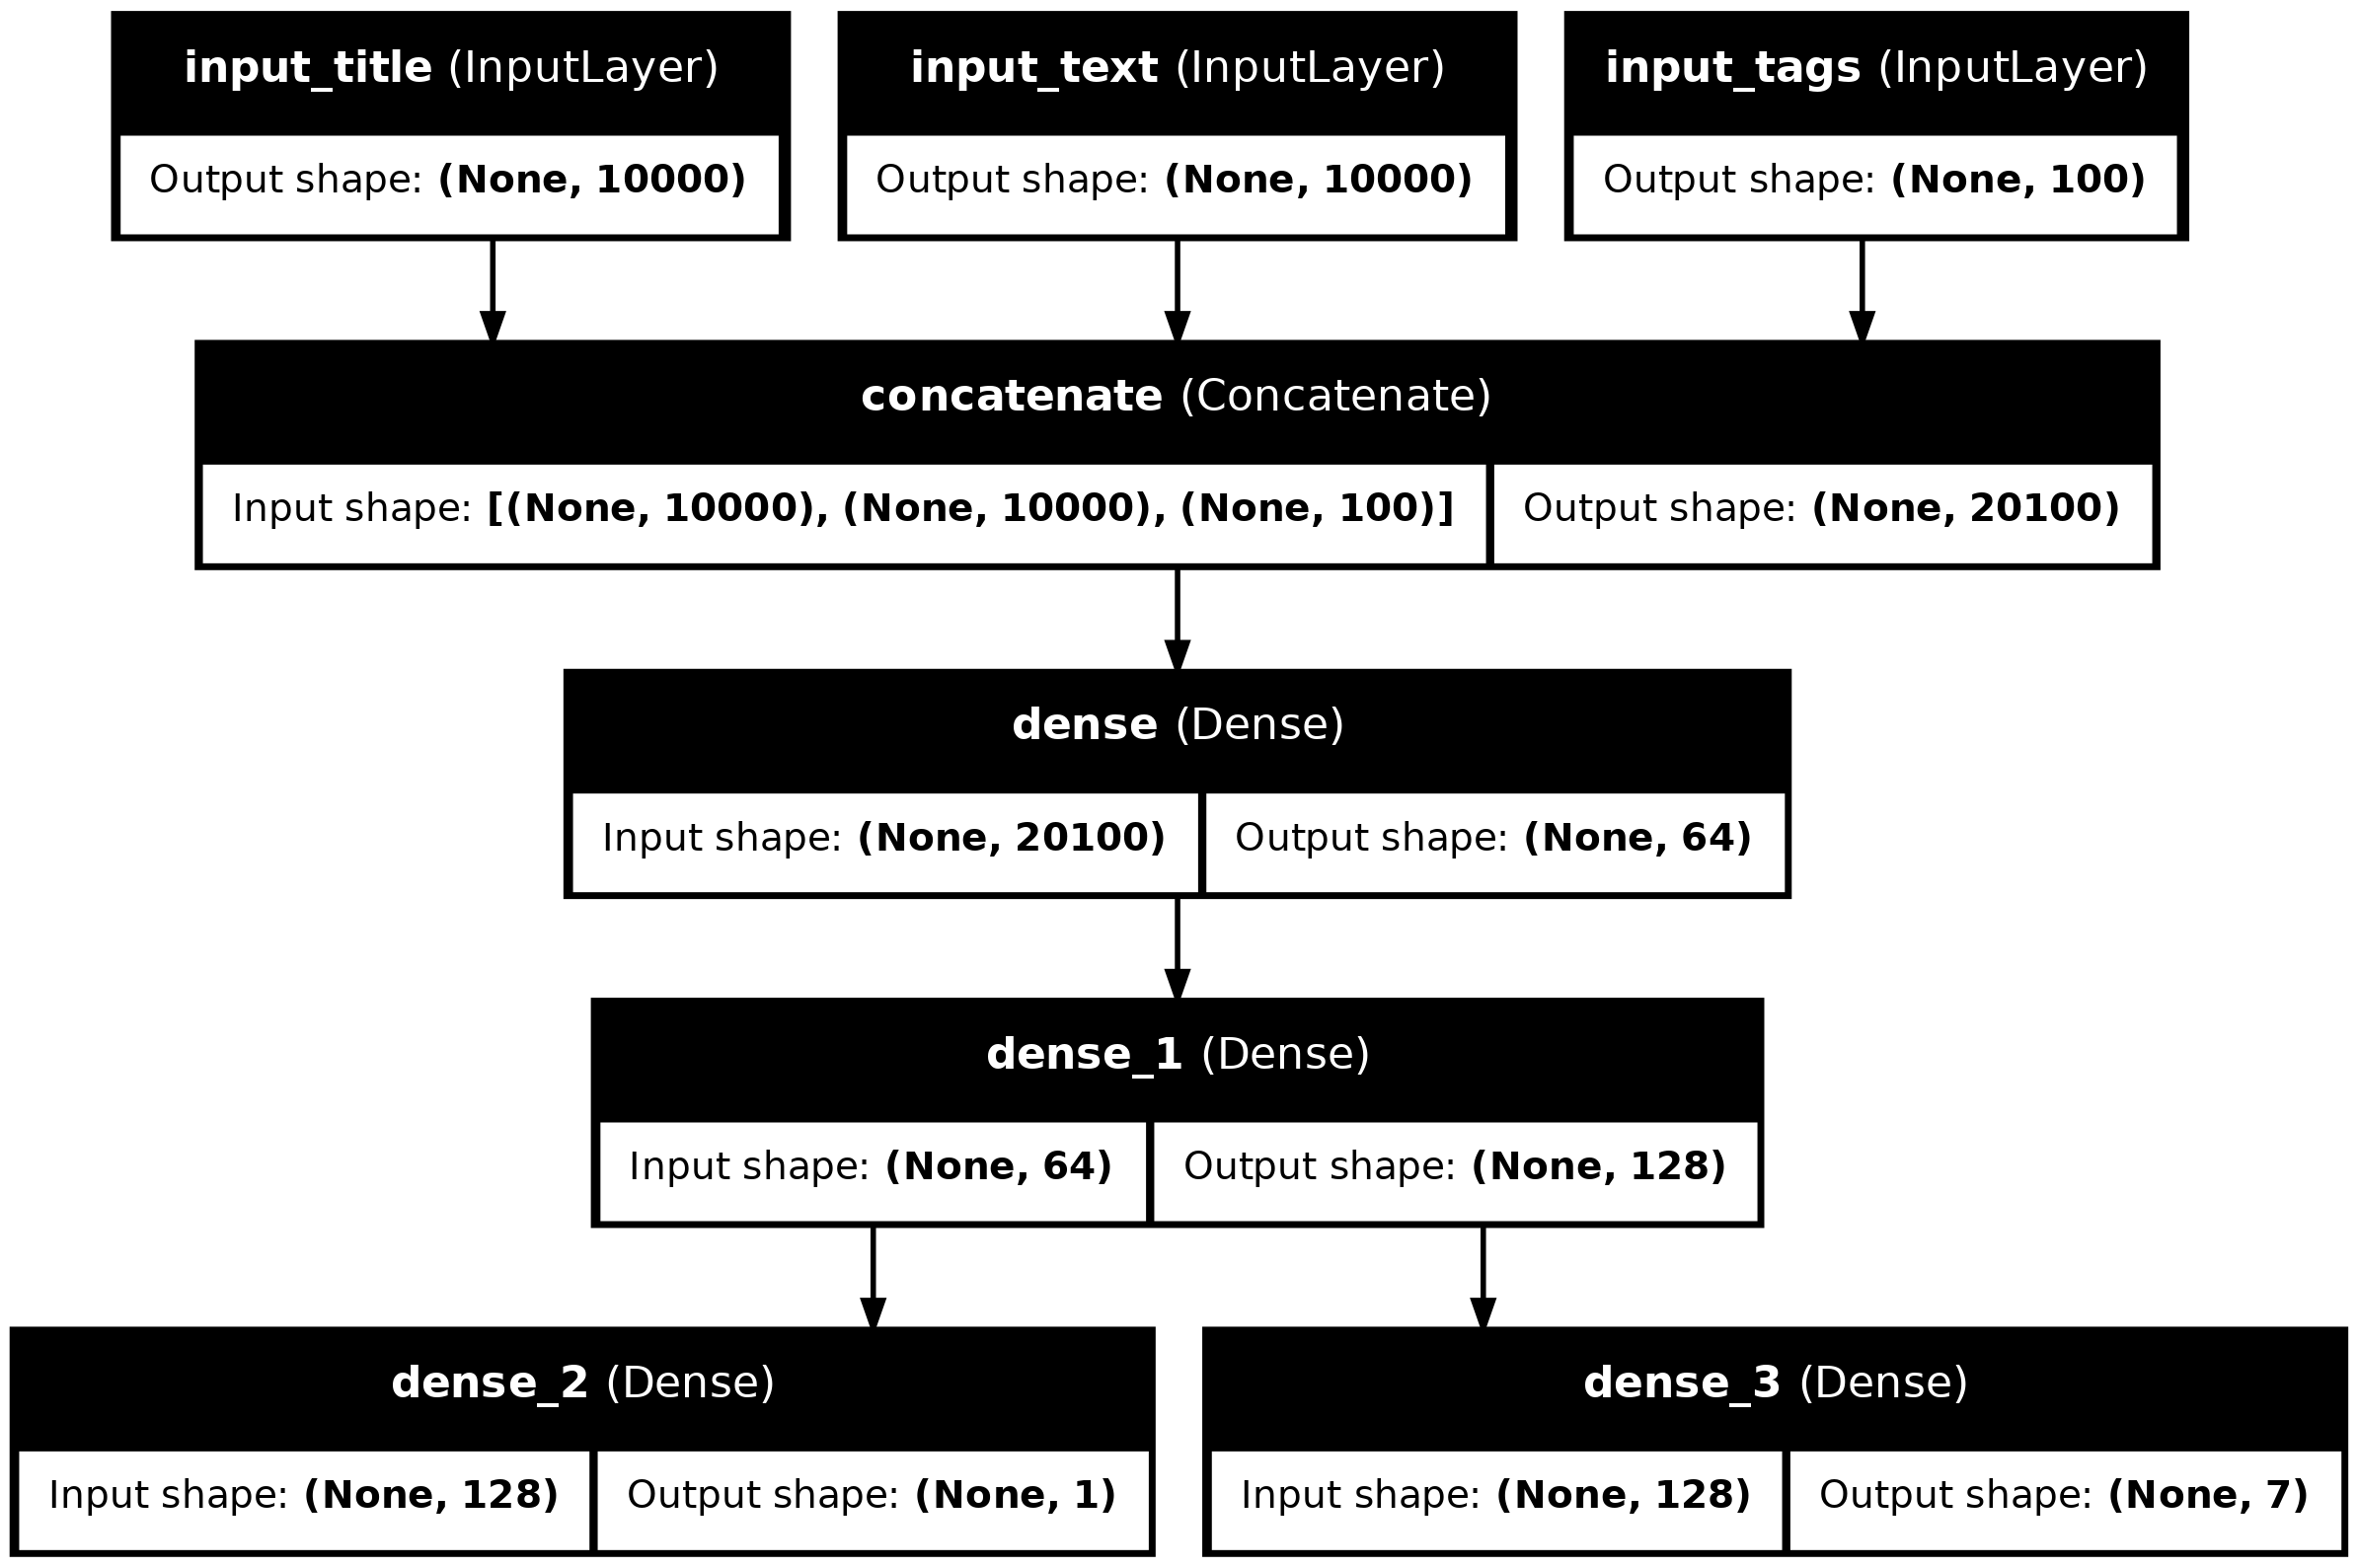 input_title (InputLayer)
Output shape: (None, 10000)
input_text (InputLayer)
Output shape: (None, 10000)
input_tags (InputLayer)
Output shape: (None, 100)
concatenate (Concatenate)
Input shape: [(None, 10000), (None, 10000), (None, 100)]
Output shape: (None, 20100)
dense (Dense)
Input shape: (None, 20100)
Output shape: (None, 64)
dense_1 (Dense)
Input shape: (None, 64)
Output shape: (None, 128)
dense_2 (Dense)
Input shape: (None, 128)
Output shape: (None, 1)
dense_3 (Dense)
Input shape: (None, 128)
Output shape: (None, 7)